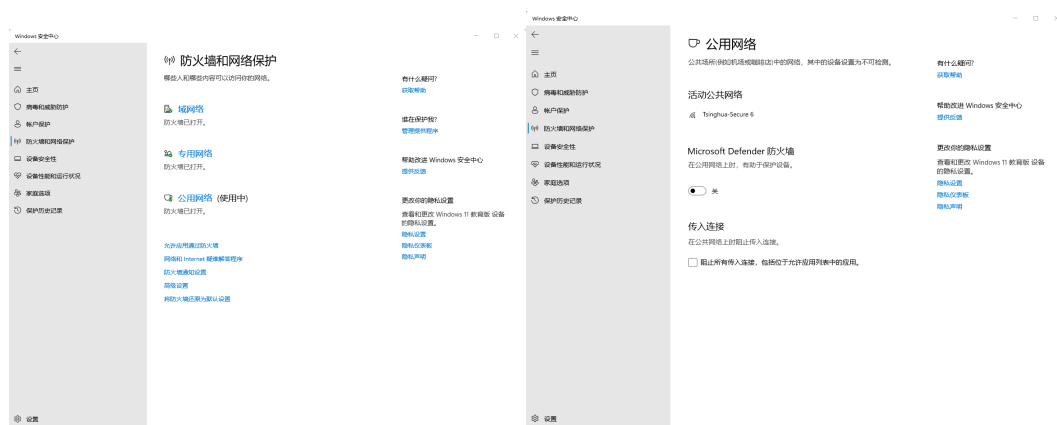 Windows 安全中心
主页
病毒和威胁防护
帐户保护
防火墙和网络保护
设备安全性
设备性能和运行状况
家庭选项
保护历史记录
设置
防火墙和网络保护
哪些人和哪些内容可以访问你的网络。
域网络
防火墙已打开。
专用网络
防火墙已打开。
公用网络 (使用中)
防火墙已打开。
允许应用通过防火墙
网络和 Internet 疑难解答程序
防火墙通知设置
高级设置
将防火墙还原为默认设置
有什么疑问?
获取帮助
谁在保护我?
管理提供程序
帮助改进 Windows 安全中心
提供反馈
更改你的隐私设置
查看和更改 Windows 11 教育版 设备
的隐私设置。
隐私设置
隐私仪表板
隐私声明
Windows 安全中心
主页
病毒和威胁防护
帐户保护
防火墙和网络保护
设备安全性
设备性能和运行状况
家庭选项
保护历史记录
设置
公用网络
公共场所(例如机场或咖啡店)中的网络，其中的设备设置为不可检测。
活动公共网络
Tsinghua-Secure 6
Microsoft Defender 防火墙
在公用网络上时，有助于保护设备。
关
传入连接
在公共网络上时阻止传入连接。
阻止所有传入连接，包括位于允许应用列表中的应用。
有什么疑问?
获取帮助
帮助改进 Windows 安全中心
提供反馈
更改你的隐私设置
查看和更改 Windows 11 教育版 设备
的隐私设置。
隐私设置
隐私仪表板
隐私声明